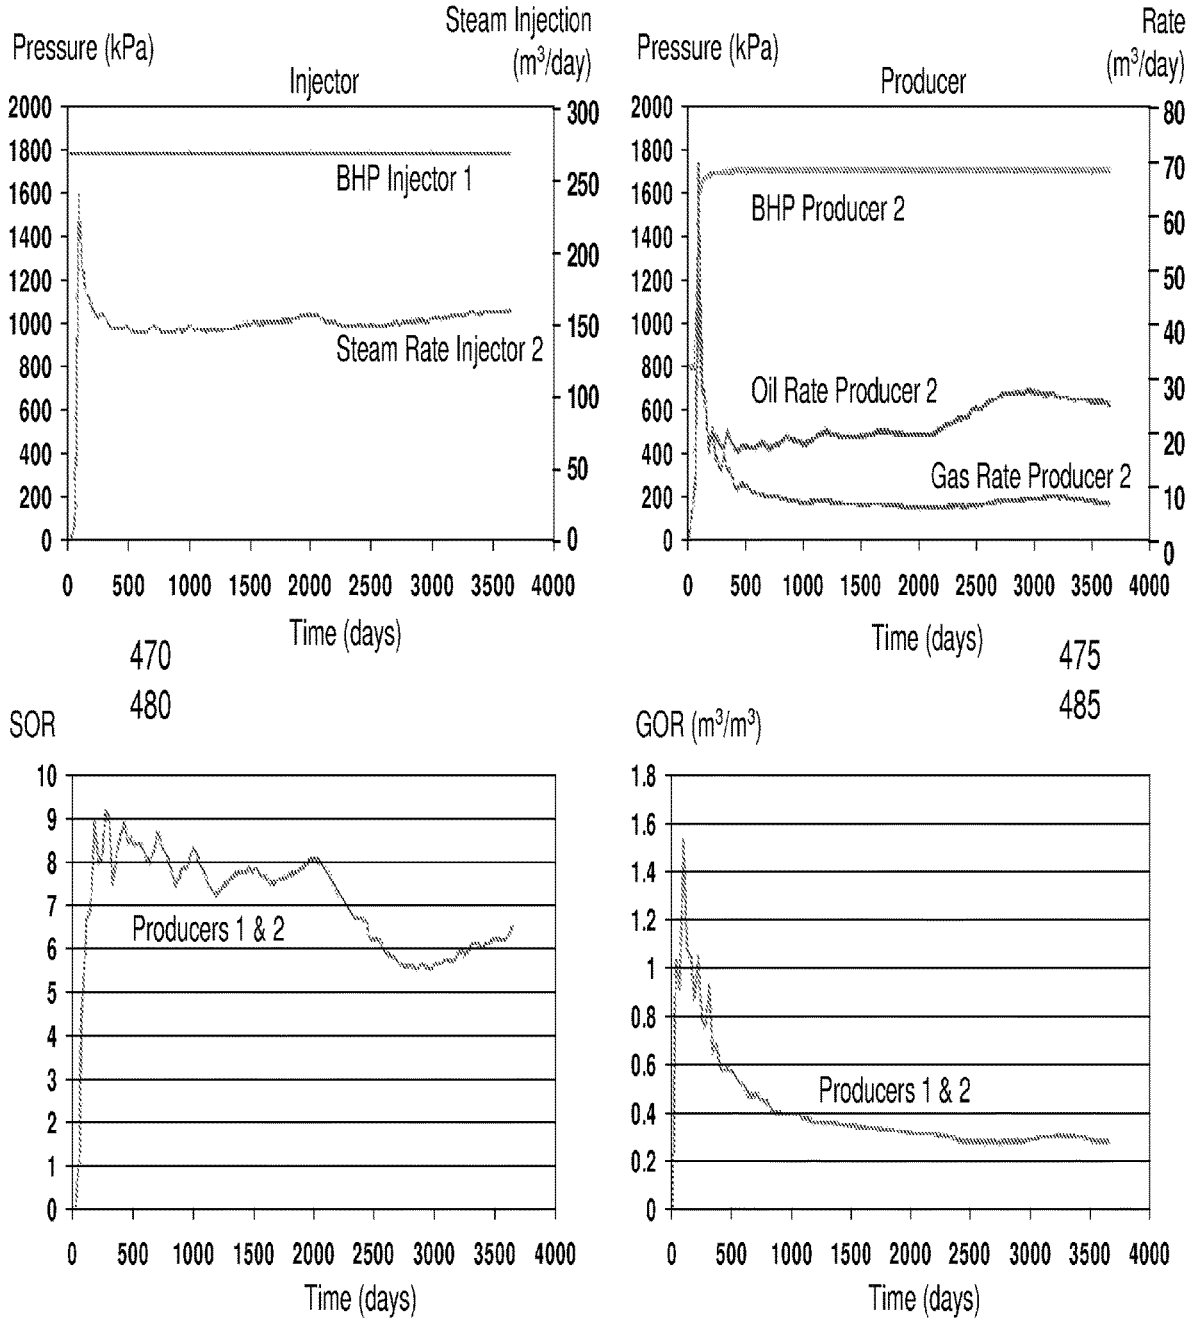 Pressure (kPa)
Steam Injection
(m³/day)
Injector
2000
1800
1600
1400
1200
1000
800
600
400
200
0
300
250
200
150
100
50
0
BHP Injector 1
Steam Rate Injector 2
0 500 1000 1500 2000 2500 3000 3500 4000
Time (days)
470
Pressure (kPa)
Rate
(m³/day)
Producer
2000
1800
1600
1400
1200
1000
800
600
400
200
0
80
70
60
50
40
30
20
10
0
BHP Producer 2
Oil Rate Producer 2
Gas Rate Producer 2
0 500 1000 1500 2000 2500 3000 3500 4000
Time (days)
475
480
SOR
10
9
8
7
6
5
4
3
2
1
0
Producers 1 & 2
0 500 1000 1500 2000 2500 3000 3500 4000
Time (days)
485
GOR (m³/m³)
1.8
1.6
1.4
1.2
1
0.8
0.6
0.4
0.2
0
Producers 1 & 2
0 500 1000 1500 2000 2500 3000 3500 4000
Time (days)